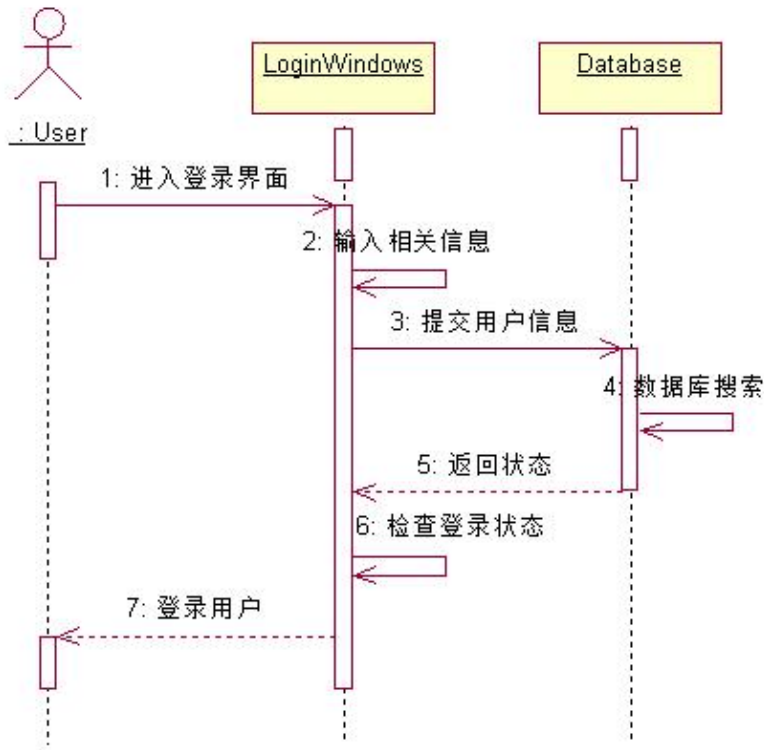 LoginWindows
Database
: User
1: 进入登录界面
2: 输入相关信息
3: 提交用户信息
4: 数据库搜索
5: 返回状态
6: 检查登录状态
7: 登录用户